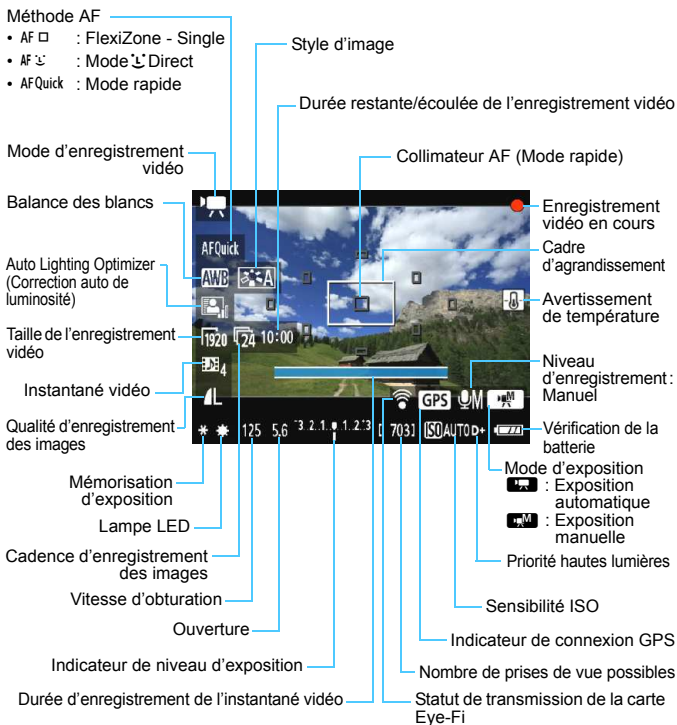 Méthode AF
• AF □ : FlexiZone - Single
• AF : Mode Direct
• AFQuick : Mode rapide
Style d'image
Durée restante/écoulée de l'enregistrement vidéo
Mode d'enregistrement
vidéo
Collimateur AF (Mode rapide)
Balance des blancs
Enregistrement
vidéo en cours
Cadre
d'agrandissement
Auto Lighting Optimizer
(Correction auto de
luminosité)
Avertissement
de température
Taille de l'enregistrement
vidéo
Instantané vidéo
Niveau
d'enregistrement :
Manuel
Qualité d'enregistrement
des images
Vérification de la
batterie
AFQuick
AWB A
1920 24 10:00
4
L GPS M M
* 125 5.6 -3..2..1..0..1..2.:3 [ 703] ISO AUTO D+
Mémorisation
d'exposition
Mode d'exposition
: Exposition
automatique
M : Exposition
manuelle
Lampe LED
Cadence d'enregistrement
des images
Priorité hautes lumières
Vitesse d'obturation
Sensibilité ISO
Ouverture
Indicateur de connexion GPS
Indicateur de niveau d'exposition
Nombre de prises de vue possibles
Durée d'enregistrement de l'instantané vidéo
Statut de transmission de la carte
Eye-Fi